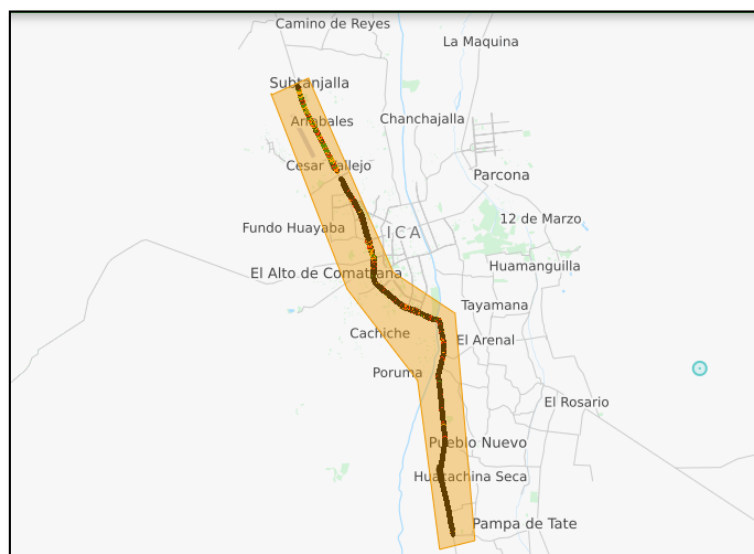 Camino de Reyes
La Maquina
Subtanjalla
Arrabales
Chanchajalla
Cesar Vallejo
Parcona
12 de Marzo
Fundo Huayaba
ICA
Huamanguilla
El Alto de Comatrana
Tayamana
Cachiche
El Arenal
Poruma
El Rosario
Pueblo Nuevo
Huacachina Seca
Pampa de Tate